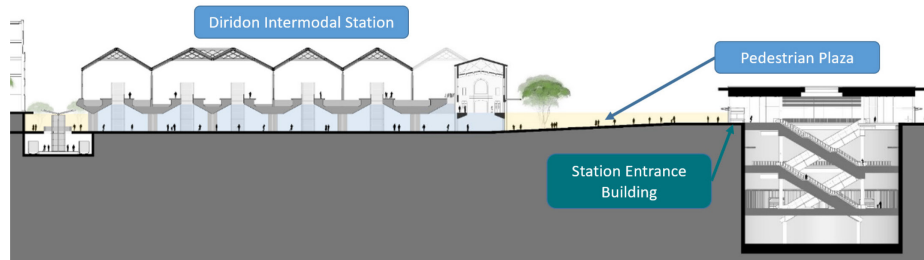 Diridon Intermodal Station
Pedestrian Plaza
Station Entrance
Building